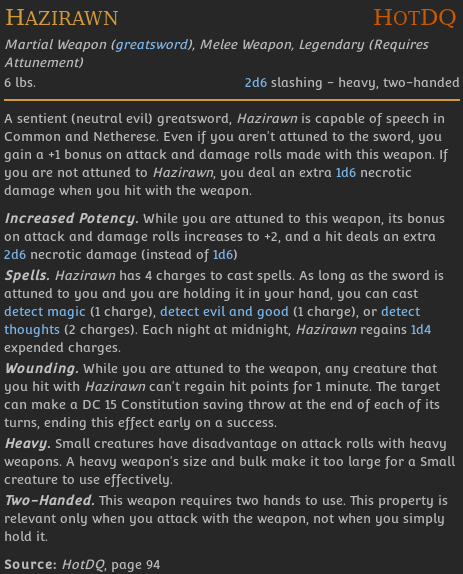 HAZIRAWN HOTDQ
Martial Weapon (greatsword), Melee Weapon, Legendary (Requires
Attunement)
6 lbs. 2d6 slashing - heavy, two-handed
A sentient (neutral evil) greatsword, Hazirawn is capable of speech in
Common and Netherese. Even if you aren't attuned to the sword, you
gain a +1 bonus on attack and damage rolls made with this weapon. If
you are not attuned to Hazirawn, you deal an extra 1d6 necrotic
damage when you hit with the weapon.
Increased Potency. While you are attuned to this weapon, its bonus
on attack and damage rolls increases to +2, and a hit deals an extra
2d6 necrotic damage (instead of 1d6)
Spells. Hazirawn has 4 charges to cast spells. As long as the sword is
attuned to you and you are holding it in your hand, you can cast
detect magic (1 charge), detect evil and good (1 charge), or detect
thoughts (2 charges). Each night at midnight, Hazirawn regains 1d4
expended charges.
Wounding. While you are attuned to the weapon, any creature that
you hit with Hazirawn can't regain hit points for 1 minute. The target
can make a DC 15 Constitution saving throw at the end of each of its
turns, ending this effect early on a success.
Heavy. Small creatures have disadvantage on attack rolls with heavy
weapons. A heavy weapon's size and bulk make it too large for a Small
creature to use effectively.
Two-Handed. This weapon requires two hands to use. This property is
relevant only when you attack with the weapon, not when you simply
hold it.
Source: HotDQ, page 94